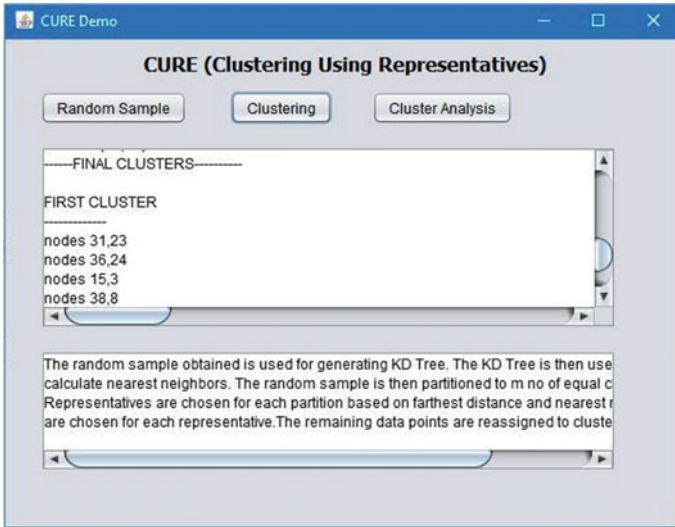 CURE Demo
CURE (Clustering Using Representatives)
Random Sample Clustering Cluster Analysis
------FINAL CLUSTERS----------
FIRST CLUSTER
-------------
nodes 31,23
nodes 36,24
nodes 15,3
nodes 38,8
The random sample obtained is used for generating KD Tree. The KD Tree is then use
calculate nearest neighbors. The random sample is then partitioned to m no of equal c
Representatives are chosen for each partition based on farthest distance and nearest
are chosen for each representative.The remaining data points are reassigned to cluste